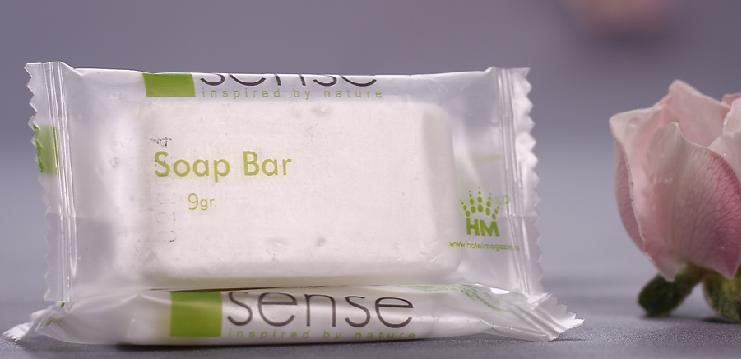 sense
inspired by nature
Soap Bar
9gr
HM
sense
inspired by nature